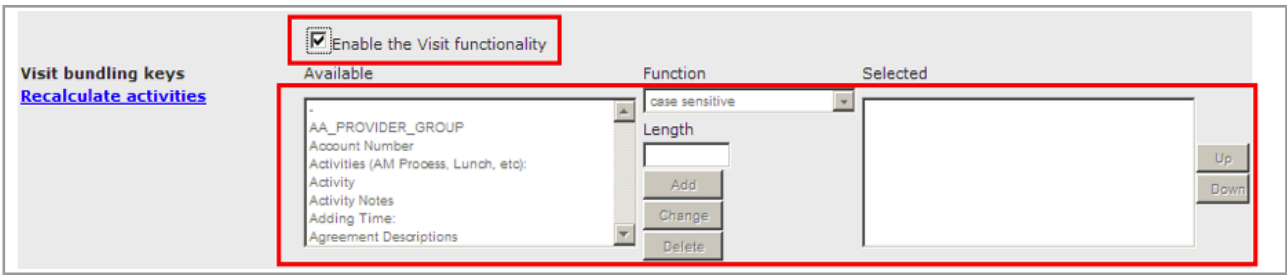 Enable the Visit functionality
Visit bundling keys
Recalculate activities
Available
Function
Selected
-
AA_PROVIDER_GROUP
Account Number
Activities (AM Process, Lunch, etc):
Activity
Activity Notes
Adding Time:
Agreement Descriptions
case sensitive
Length
Add
Change
Delete
Up
Down